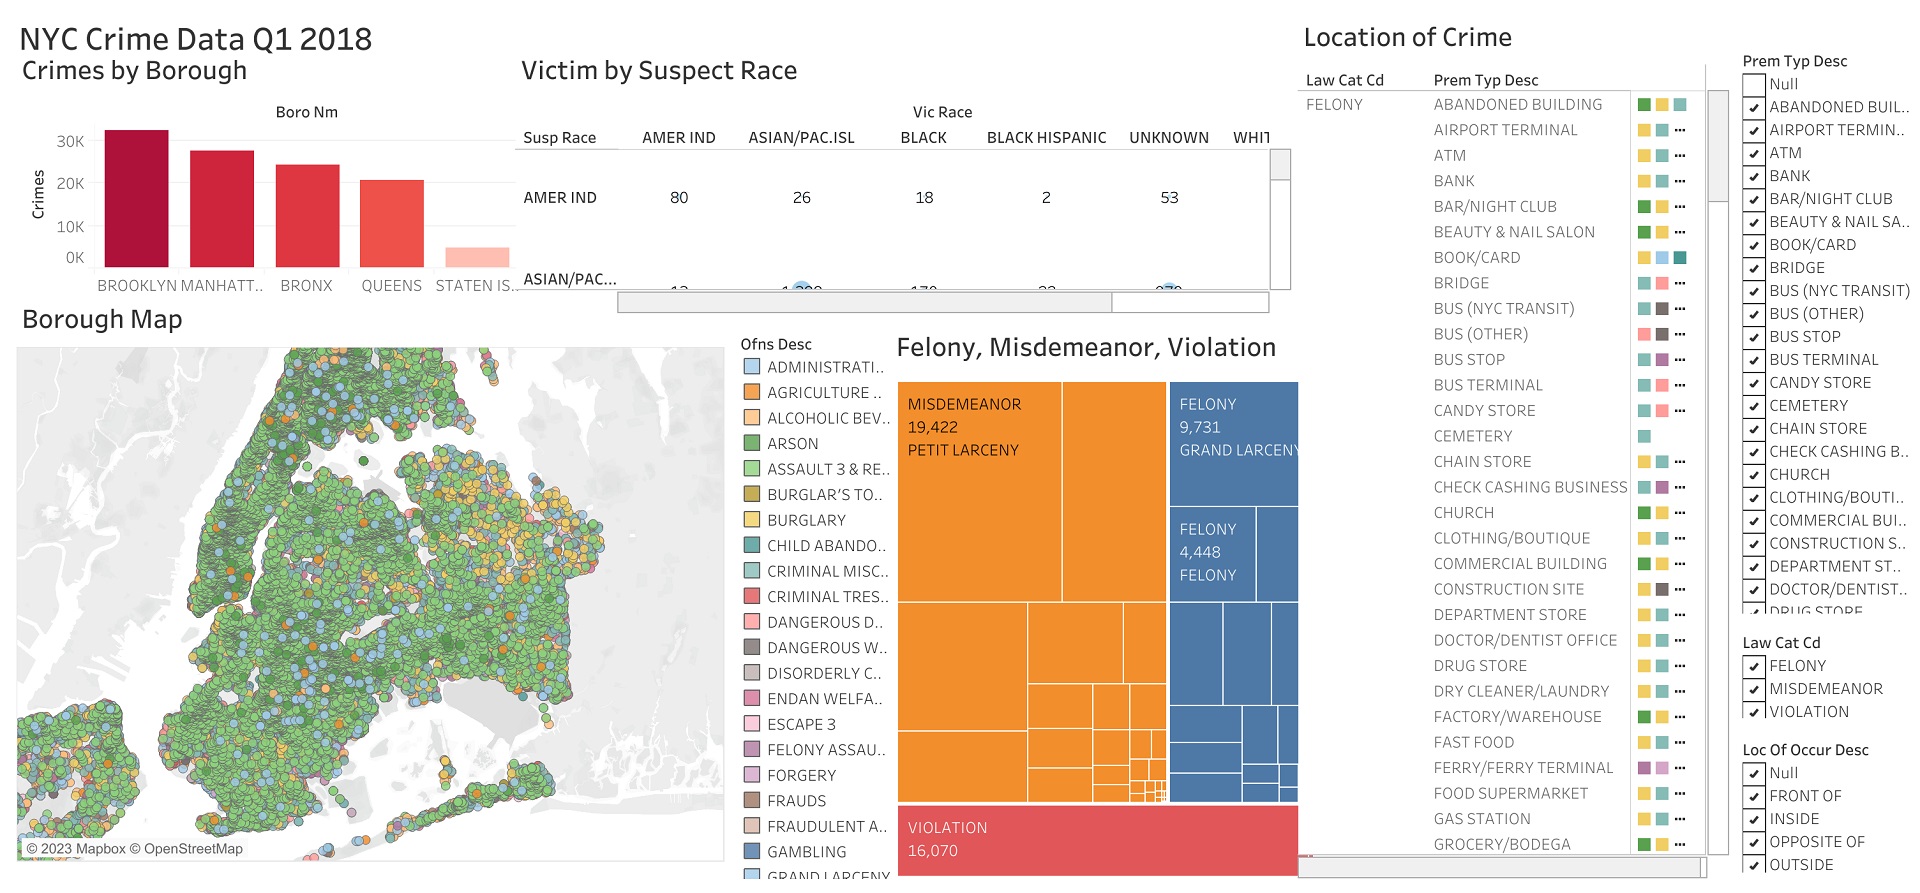 NYC Crime Data Q1 2018
Crimes by Borough
Boro Nm
Crimes
30K
20K
10K
0K
BROOKLYN MANHATT.. BRONX QUEENS STATEN IS..
Victim by Suspect Race
Vic Race
Susp Race AMER IND ASIAN/PAC.ISL BLACK BLACK HISPANIC UNKNOWN WHIT
AMER IND 80 26 18 2 53
ASIAN/PAC...
Borough Map
© 2023 Mapbox © OpenStreetMap
Ofns Desc
ADMINISTRATI..
AGRICULTURE ..
ALCOHOLIC BEV..
ARSON
ASSAULT 3 & RE..
BURGLAR'S TO..
BURGLARY
CHILD ABANDO..
CRIMINAL MISC..
CRIMINAL TRES..
DANGEROUS D..
DANGEROUS W..
DISORDERLY C..
ENDAN WELFA..
ESCAPE 3
FELONY ASSAU..
FORGERY
FRAUDS
FRAUDULENT A..
GAMBLING
GRAND LARCENY
Felony, Misdemeanor, Violation
MISDEMEANOR
19,422
PETIT LARCENY
FELONY
9,731
GRAND LARCENY
FELONY
4,448
FELONY
VIOLATION
16,070
Location of Crime
Law Cat Cd Prem Typ Desc
FELONY ABANDONED BUILDING
AIRPORT TERMINAL
ATM
BANK
BAR/NIGHT CLUB
BEAUTY & NAIL SALON
BOOK/CARD
BRIDGE
BUS (NYC TRANSIT)
BUS (OTHER)
BUS STOP
BUS TERMINAL
CANDY STORE
CEMETERY
CHAIN STORE
CHECK CASHING BUSINESS
CHURCH
CLOTHING/BOUTIQUE
COMMERCIAL BUILDING
CONSTRUCTION SITE
DEPARTMENT STORE
DOCTOR/DENTIST OFFICE
DRUG STORE
DRY CLEANER/LAUNDRY
FACTORY/WAREHOUSE
FAST FOOD
FERRY/FERRY TERMINAL
FOOD SUPERMARKET
GAS STATION
GROCERY/BODEGA
Prem Typ Desc
Null
ABANDONED BUIL..
AIRPORT TERMIN..
ATM
BANK
BAR/NIGHT CLUB
BEAUTY & NAIL SA..
BOOK/CARD
BRIDGE
BUS (NYC TRANSIT)
BUS (OTHER)
BUS STOP
BUS TERMINAL
CANDY STORE
CEMETERY
CHAIN STORE
CHECK CASHING B..
CHURCH
CLOTHING/BOUTI..
COMMERCIAL BUI..
CONSTRUCTION S..
DEPARTMENT ST..
DOCTOR/DENTIST..
DRUG STORE
Law Cat Cd
FELONY
MISDEMEANOR
VIOLATION
Loc Of Occur Desc
Null
FRONT OF
INSIDE
OPPOSITE OF
OUTSIDE